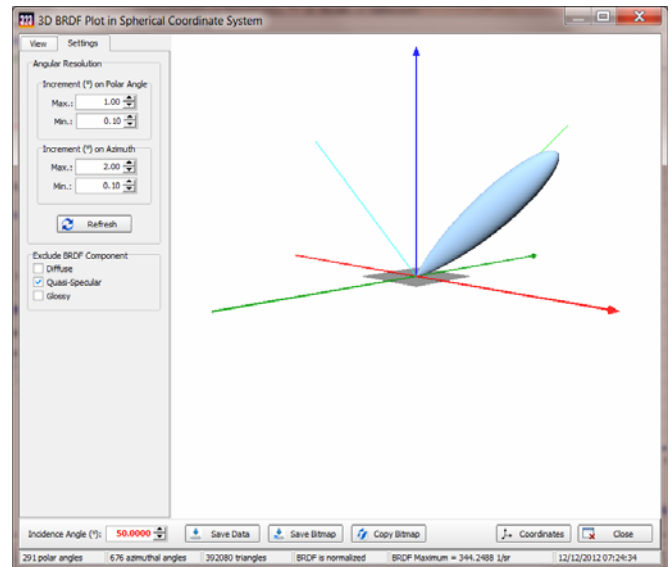 3D BRDF Plot in Spherical Coordinate System
View Settings
Angular Resolution
Increment (°) on Polar Angle
Max.: 1.00
Min.: 0.10
Increment (°) on Azimuth
Max.: 2.00
Min.: 0.10
Refresh
Exclude BRDF Component
Diffuse
Quasi-Specular
Glossy
Incidence Angle (°): 50.0000 Save Data Save Bitmap Copy Bitmap Coordinates Close
291 polar angles 676 azimuthal angles 392080 triangles BRDF is normalized BRDF Maximum = 344.2488 1/sr 12/12/2012 07:24:34